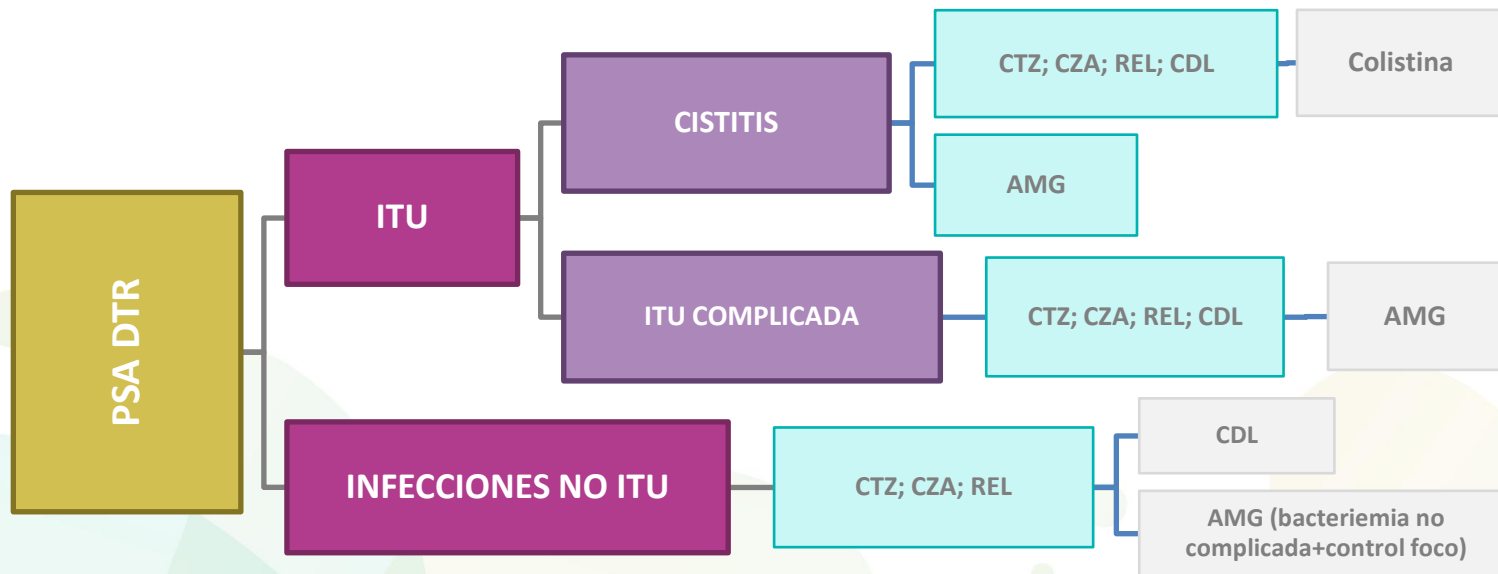 PSA DTR
ITU
CISTITIS
CTZ; CZA; REL; CDL
Colistina
AMG
ITU COMPLICADA
CTZ; CZA; REL; CDL
AMG
INFECCIONES NO ITU
CTZ; CZA; REL
CDL
AMG (bacteriemia no
complicada+control foco)